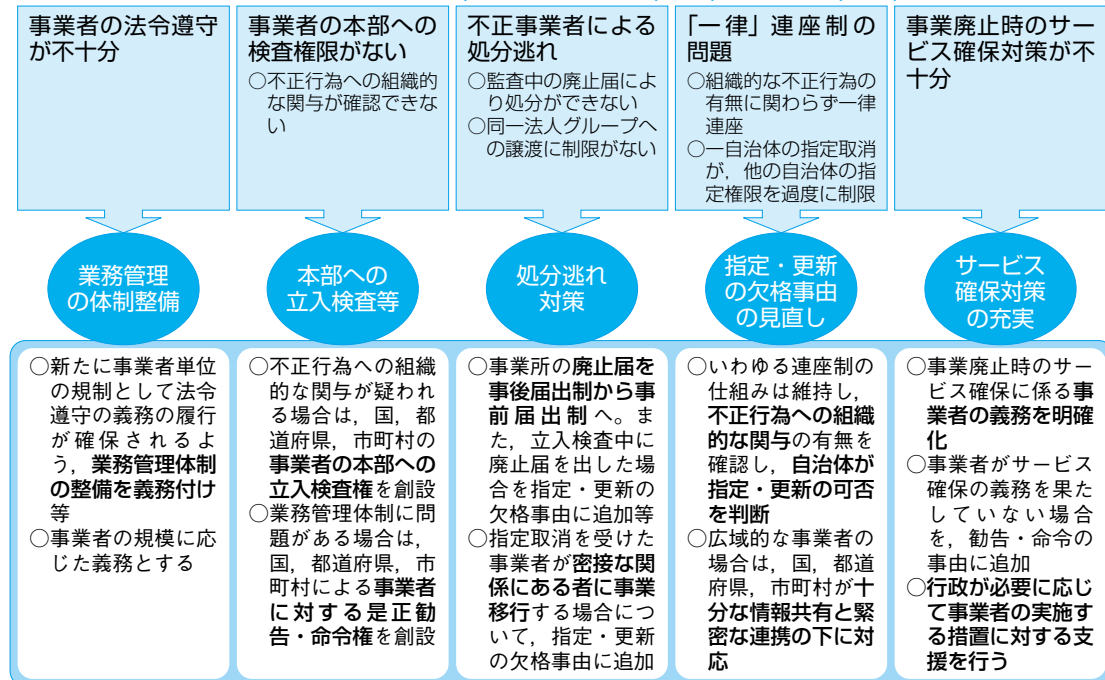 事業者の法令遵守
が不十分
事業者の本部への
検査権限がない
○不正行為への組織的
な関与が確認できな
い
不正事業者による
処分逃れ
○監査中の廃止届によ
り処分ができない
○同一法人グループへ
の譲渡に制限がない
「一律」連座制の
問題
○組織的な不正行為の
有無に関わらず一律
連座
○一自治体の指定取消
が，他の自治体の指
定権限を過度に制限
事業廃止時のサー
ビス確保対策が不
十分
業務管理
の体制整備
本部への
立入検査等
処分逃れ
対策
指定・更新
の欠格事由
の見直し
サービス
確保対策
の充実
○新たに事業者単位
の規制として法令
遵守の義務の履行
が確保されるよ
う，業務管理体制
の整備を義務付け
等
○事業者の規模に応
じた義務とする
○不正行為への組織
的な関与が疑われ
る場合は，国，都
道府県，市町村の
事業者の本部への
立入検査権を創設
○業務管理体制に問
題がある場合は，
国，都道府県，市
町村による事業者
に対する是正勧
告・命令権を創設
○事業所の廃止届を
事後届出制から事
前届出制へ。ま
た，立入検査中に
廃止届を出した場
合を指定・更新の
欠格事由に追加等
○指定取消を受けた
事業者が密接な関
係にある者に事業
移行する場合につ
いて，指定・更新
の欠格事由に追加
○いわゆる連座制の
仕組みは維持し，
不正行為への組織
的な関与の有無を
確認し，自治体が
指定・更新の可否
を判断
○広域的な事業者の
場合は，国，都道
府県，市町村が十
分な情報共有と緊
密な連携の下に対
応
○事業廃止時のサー
ビス確保に係る事
業者の義務を明確
化
○事業者がサービス
確保の義務を果た
していない場合
を，勧告・命令の
事由に追加
○行政が必要に応じ
て事業者の実施す
る措置に対する支
援を行う